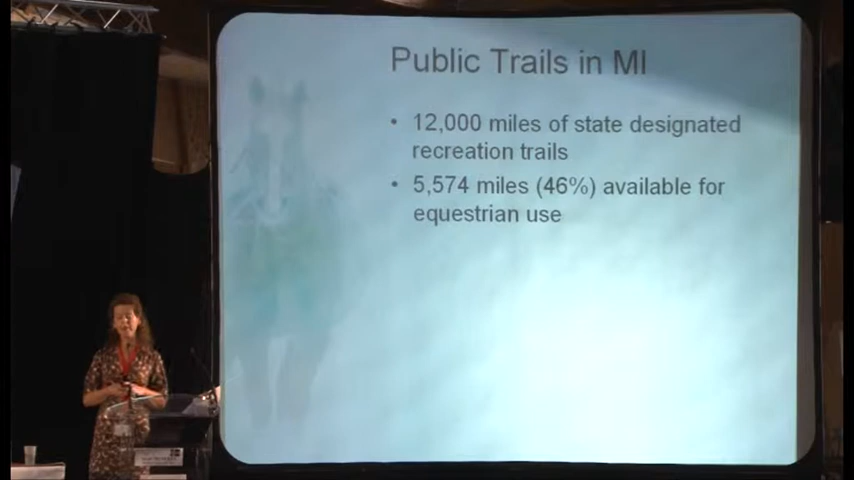 Public Trails in MI
• 12,000 miles of state designated
recreation trails
• 5,574 miles (46%) available for
equestrian use